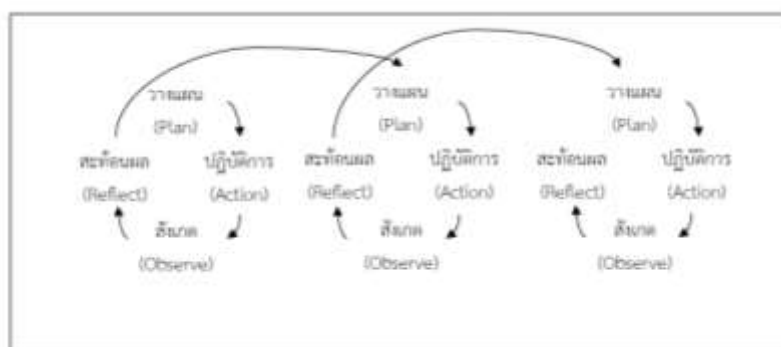 วางแผน
(Plan)
สะท้อนผล
(Reflect)
ปฏิบัติการ
(Action)
สังเกต
(Observe)
วางแผน
(Plan)
สะท้อนผล
(Reflect)
ปฏิบัติการ
(Action)
สังเกต
(Observe)
วางแผน
(Plan)
สะท้อนผล
(Reflect)
ปฏิบัติการ
(Action)
สังเกต
(Observe)